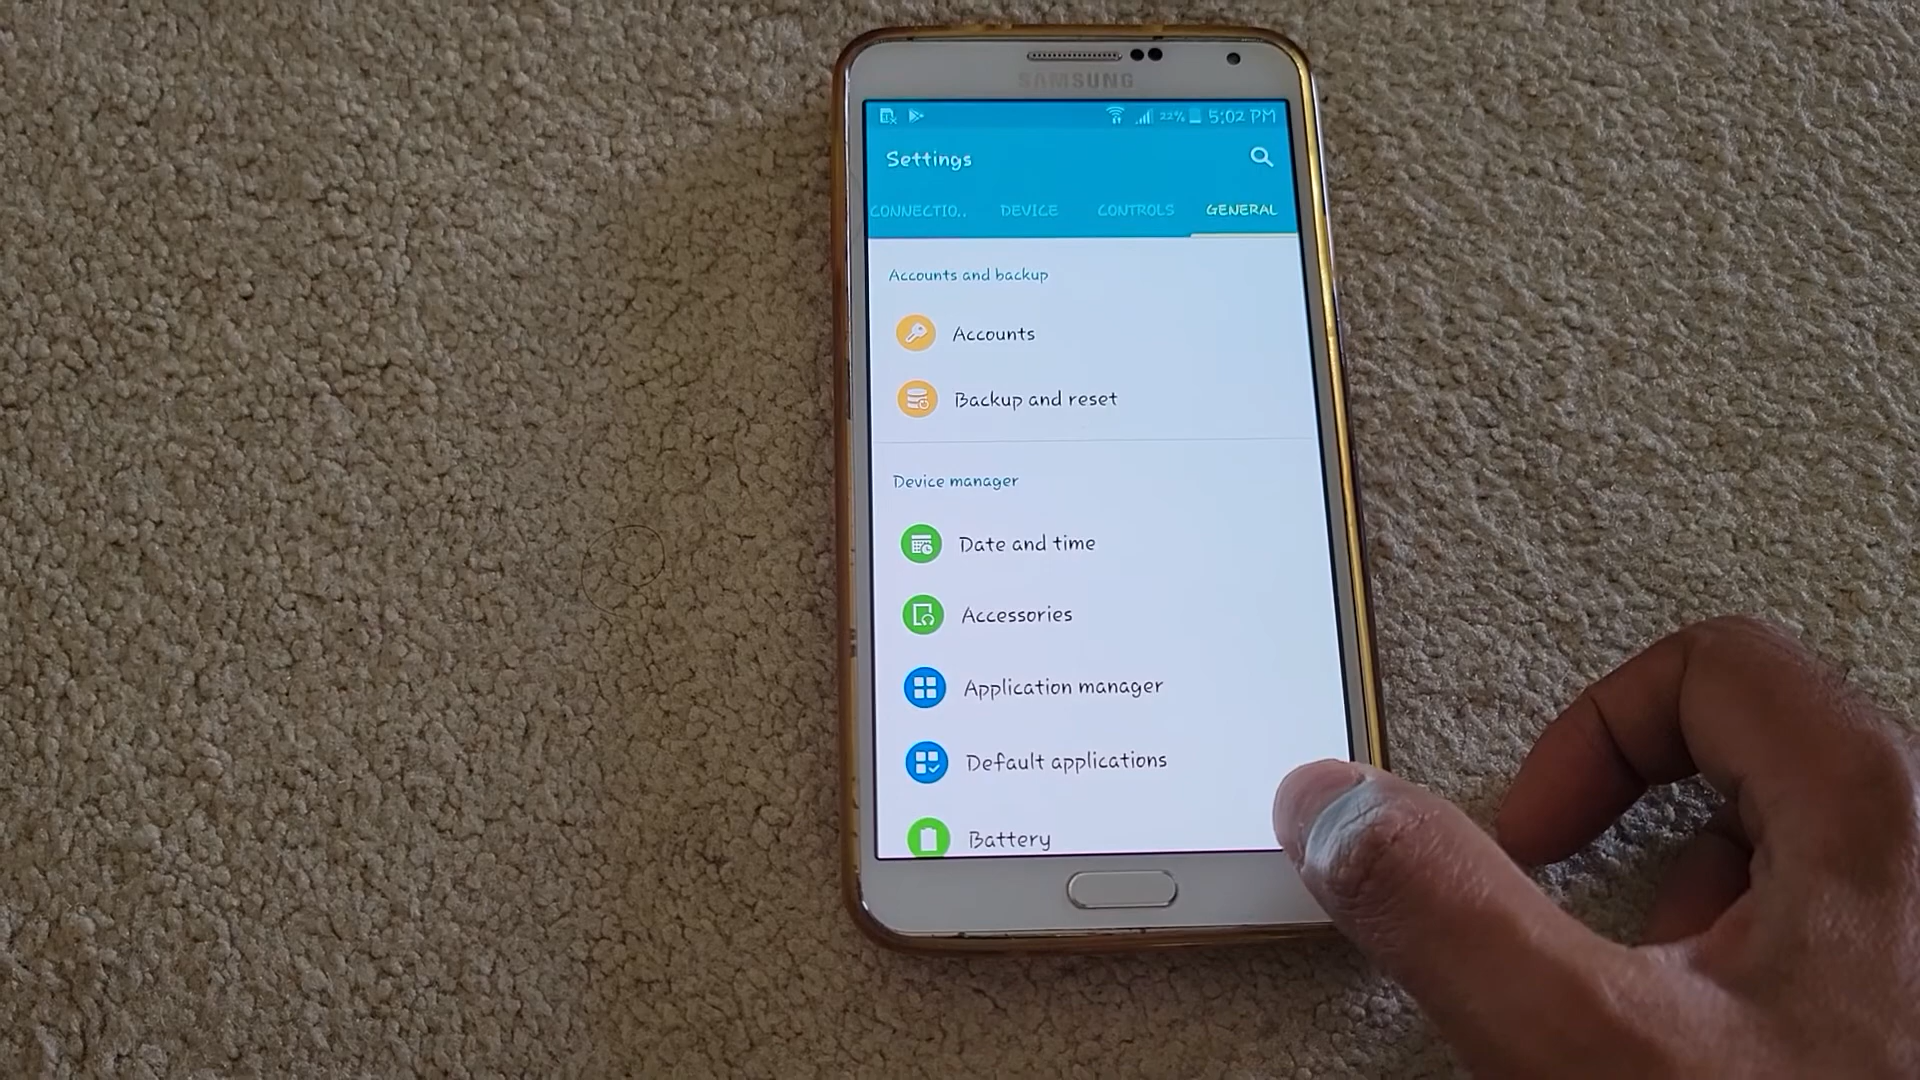 SAMSUNG
22% 5:02 PM
Settings
CONNECTIO.. DEVICE CONTROLS GENERAL
Accounts and backup
Accounts
Backup and reset
Device manager
Date and time
Accessories
Application manager
Default applications
Battery